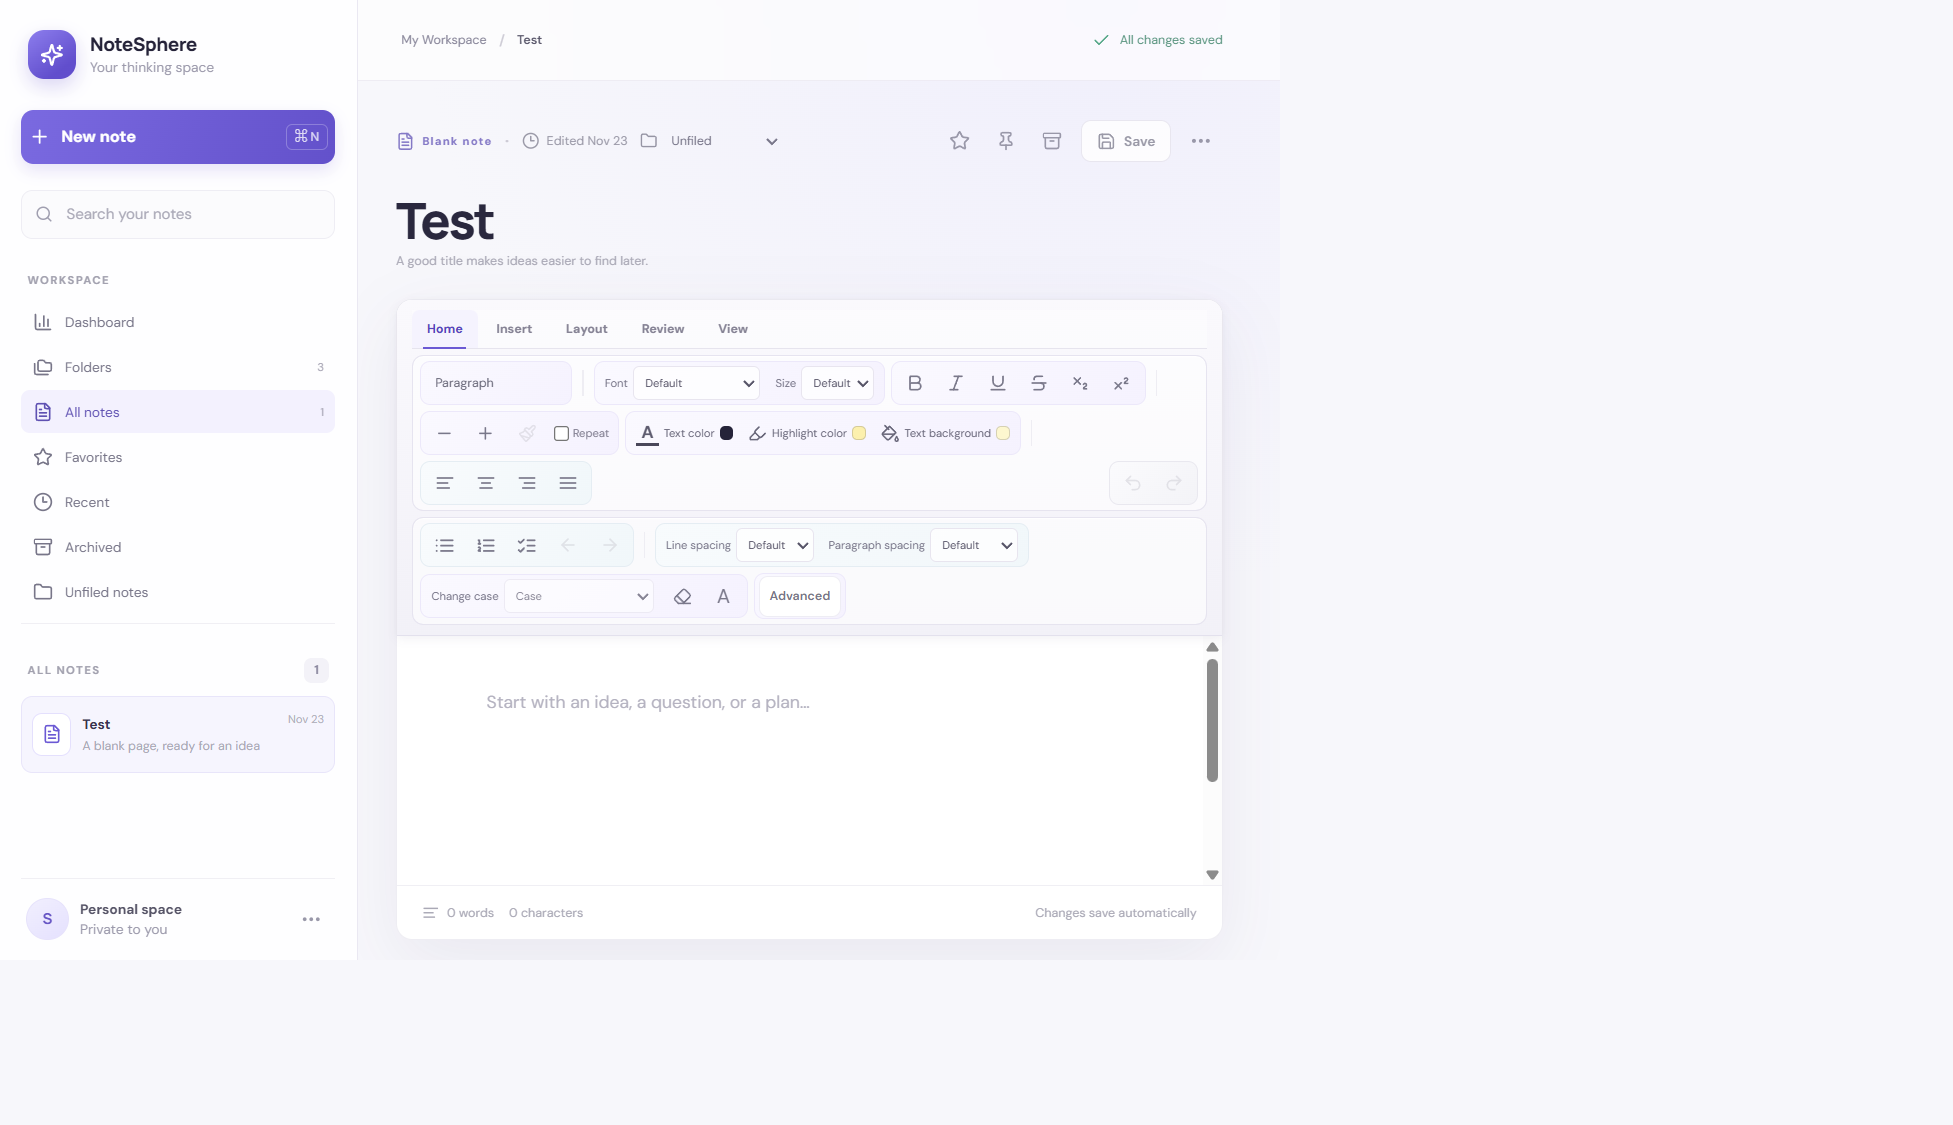 NoteSphere
Your thinking space
New note ⌘N
Search your notes
WORKSPACE
Dashboard
Folders 3
All notes 1
Favorites
Recent
Archived
Unfiled notes
ALL NOTES 1
Test Nov 23
A blank page, ready for an idea
S
Personal space
Private to you
My Workspace / Test
All changes saved
Blank note · Edited Nov 23 Unfiled
Save
Test
A good title makes ideas easier to find later.
Home Insert Layout Review View
Paragraph Font Default Size Default
Repeat A Text color Highlight color Text background
Line spacing Default Paragraph spacing Default
Change case Case A Advanced
Start with an idea, a question, or a plan...
0 words 0 characters
Changes save automatically